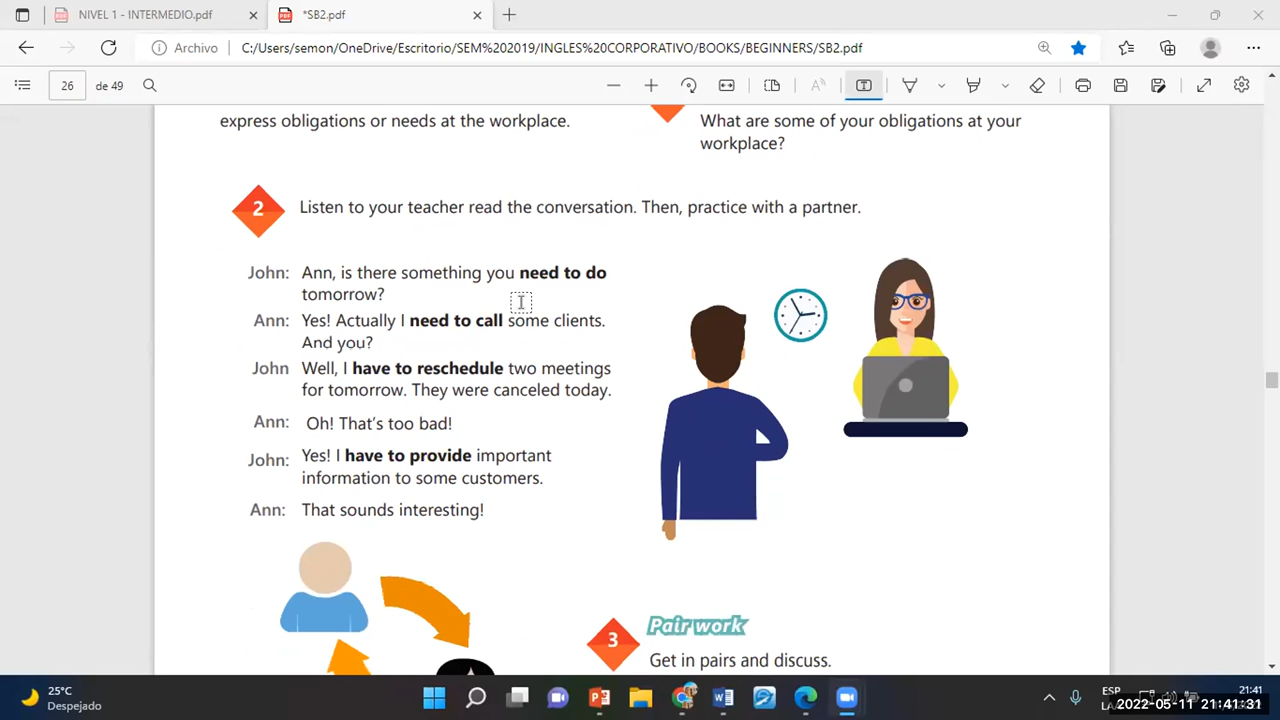 NIVEL 1 - INTERMEDIO.pdf
*SB2.pdf
Archivo
C:/Users/semon/OneDrive/Escritorio/SEM%202019/INGLES%20CORPORATIVO/BOOKS/BEGINNERS/SB2.pdf
26 de 49
express obligations or needs at the workplace.
What are some of your obligations at your
workplace?
2 Listen to your teacher read the conversation. Then, practice with a partner.
John: Ann, is there something you need to do
tomorrow?
Ann: Yes! Actually I need to call some clients.
And you?
John Well, I have to reschedule two meetings
for tomorrow. They were canceled today.
Ann: Oh! That's too bad!
John: Yes! I have to provide important
information to some customers.
Ann: That sounds interesting!
3 Pair work
Get in pairs and discuss.
25°C
Despejado
ESP
21:41
2022-05-11 21:41:31